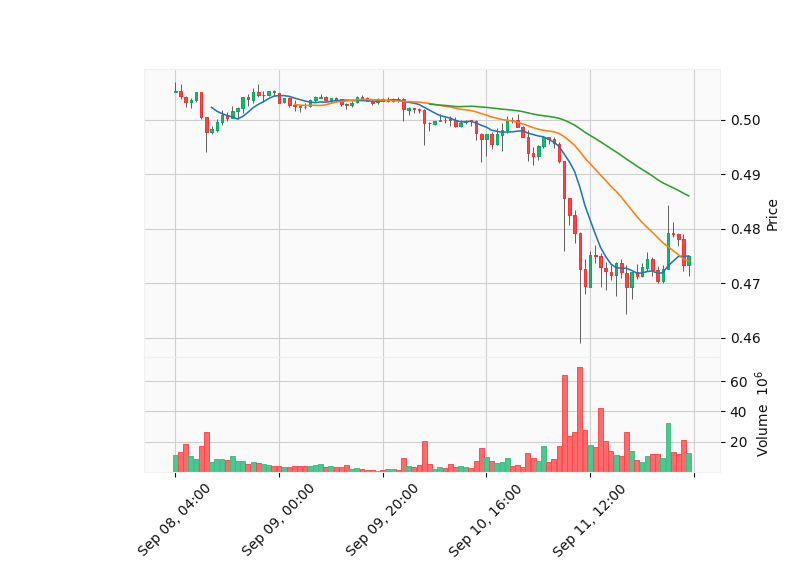 0.50
0.49
0.48
0.47
0.46
Price
60
40
20
Volume 10^6
Sep 08, 04:00
Sep 09, 00:00
Sep 09, 20:00
Sep 10, 16:00
Sep 11, 12:00